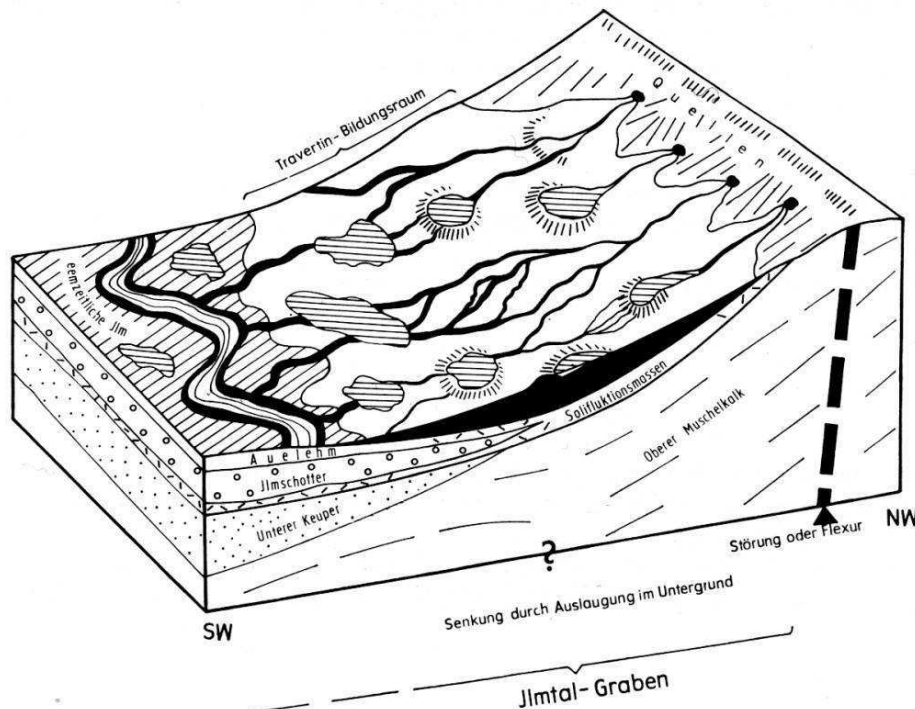 Quellen
Travertin-Bildungsraum
eemzeitliche Jlm
Auelehm
Jlmschotter
Unterer Keuper
Solifluktionsmassen
Oberer Muschelkalk
NW
Störung oder Flexur
?
SW
Senkung durch Auslaugung im Untergrund
Jlmtal-Graben